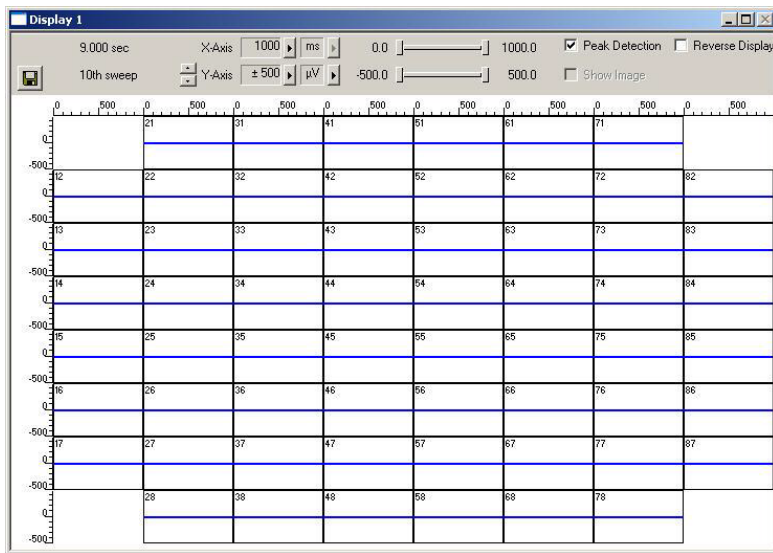 Display 1
9.000 sec X-Axis 1000 ms 0.0 1000.0 Peak Detection Reverse Display
10th sweep Y-Axis ± 500 µV -500.0 500.0 Show Image
0 500 0 500 0 500 0 500 0 500 0 500 0 500 0 500
21 31 41 51 61 71
0
-500
12 22 32 42 52 62 72 82
0
-500
13 23 33 43 53 63 73 83
0
-500
14 24 34 44 54 64 74 84
0
-500
15 25 35 45 55 65 75 85
0
-500
16 26 36 46 56 66 76 86
0
-500
17 27 37 47 57 67 77 87
0
-500
28 38 48 58 68 78
0
-500